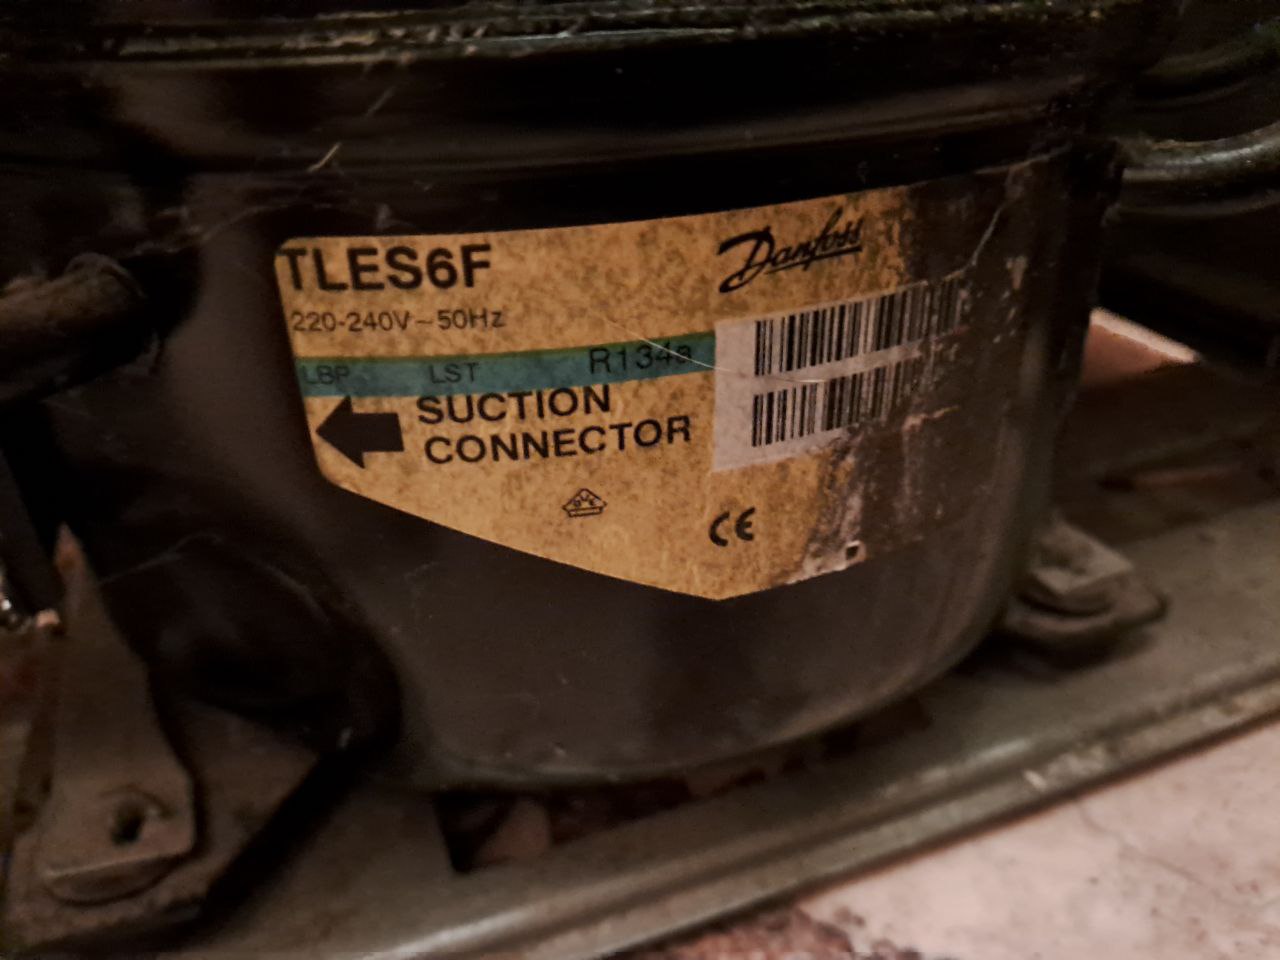 TLES6F
Danfoss
220-240V~50Hz
LBP LST R134a
SUCTION
CONNECTOR
CE